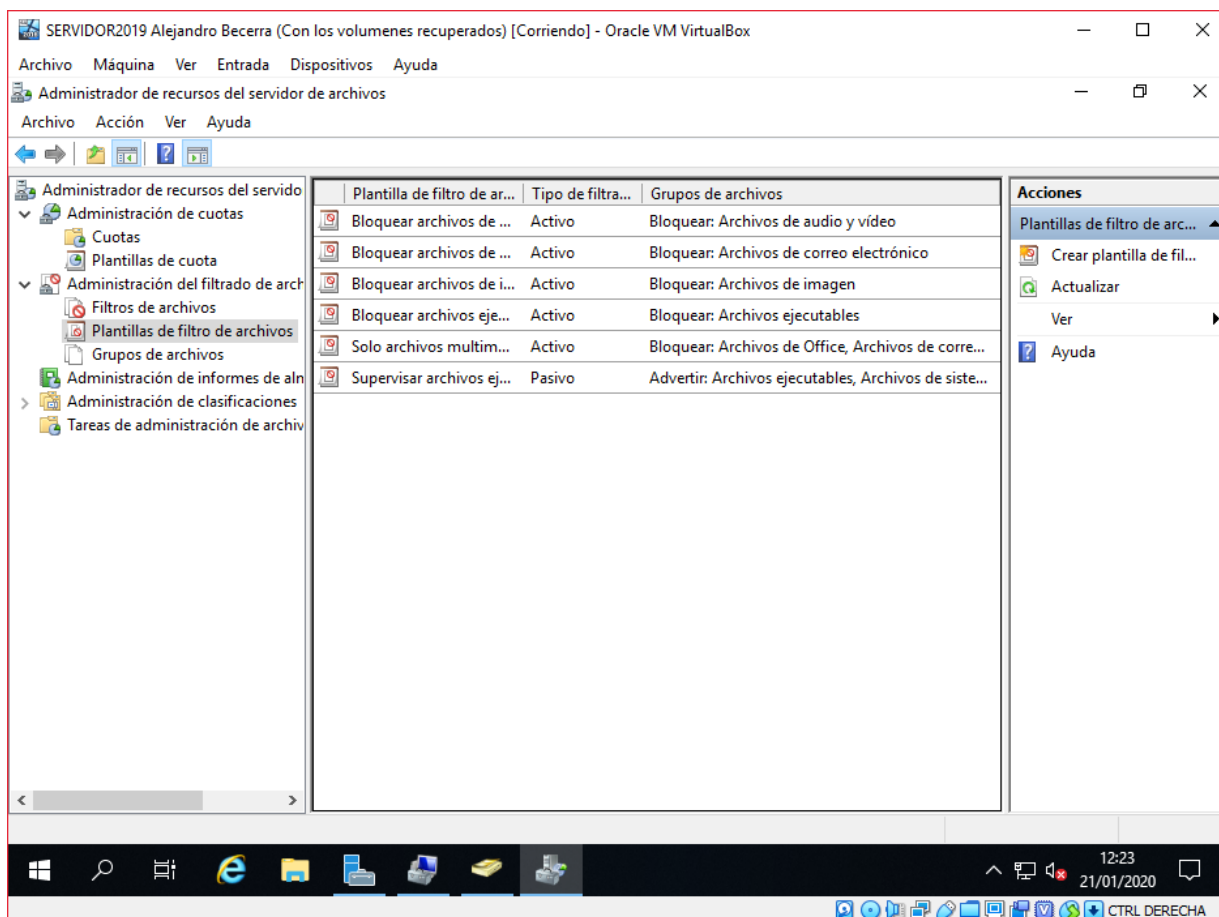 SERVIDOR2019 Alejandro Becerra (Con los volumenes recuperados) [Corriendo] - Oracle VM VirtualBox
Archivo Máquina Ver Entrada Dispositivos Ayuda
Administrador de recursos del servidor de archivos
Archivo Acción Ver Ayuda
Administrador de recursos del servido
Administración de cuotas
Cuotas
Plantillas de cuota
Administración del filtrado de arch
Filtros de archivos
Plantillas de filtro de archivos
Grupos de archivos
Administración de informes de aln
Administración de clasificaciones
Tareas de administración de archiv
Plantilla de filtro de ar... Tipo de filtra... Grupos de archivos
Bloquear archivos de ... Activo Bloquear: Archivos de audio y vídeo
Bloquear archivos de ... Activo Bloquear: Archivos de correo electrónico
Bloquear archivos de i... Activo Bloquear: Archivos de imagen
Bloquear archivos eje... Activo Bloquear: Archivos ejecutables
Solo archivos multim... Activo Bloquear: Archivos de Office, Archivos de corre...
Supervisar archivos ej... Pasivo Advertir: Archivos ejecutables, Archivos de siste...
Acciones
Plantillas de filtro de arc...
Crear plantilla de fil...
Actualizar
Ver
Ayuda
12:23
21/01/2020
CTRL DERECHA